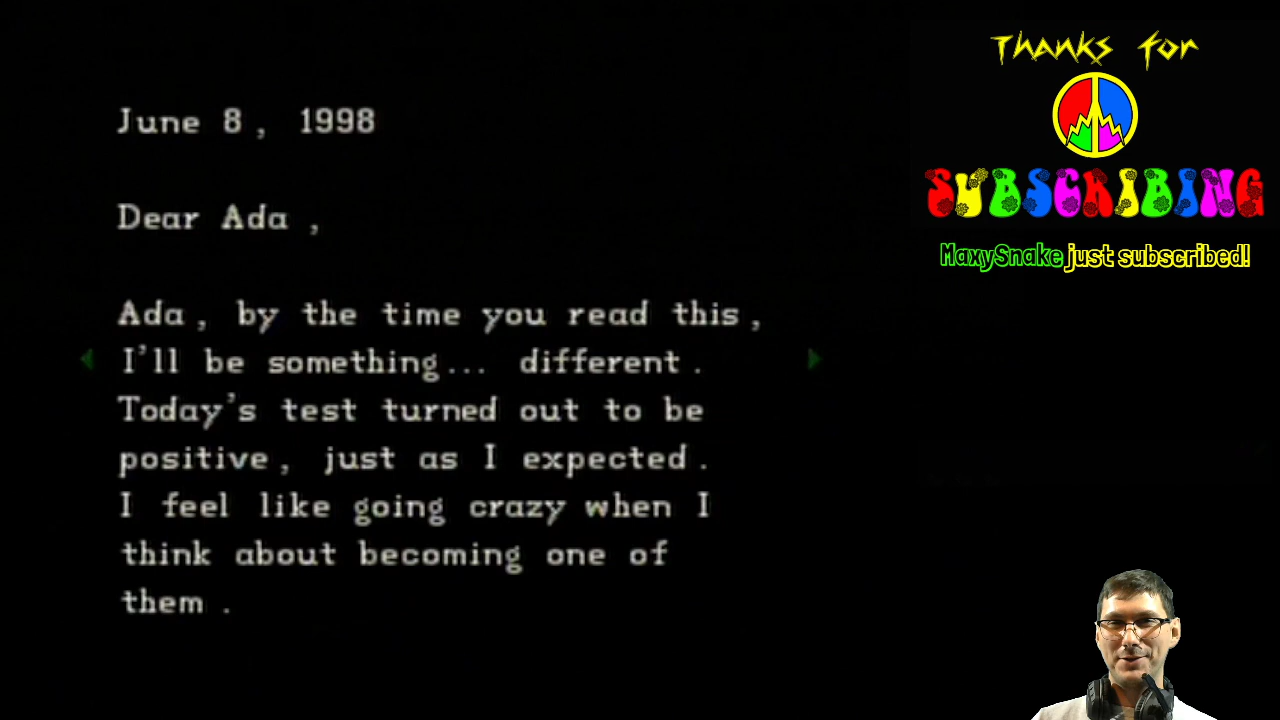 June 8, 1998
Dear Ada ,
Ada, by the time you read this,
I'll be something... different.
Today's test turned out to be
positive, just as I expected.
I feel like going crazy when I
think about becoming one of
them .
THANKS for
SUBSCRIBING
MaxySnake just subscribed!